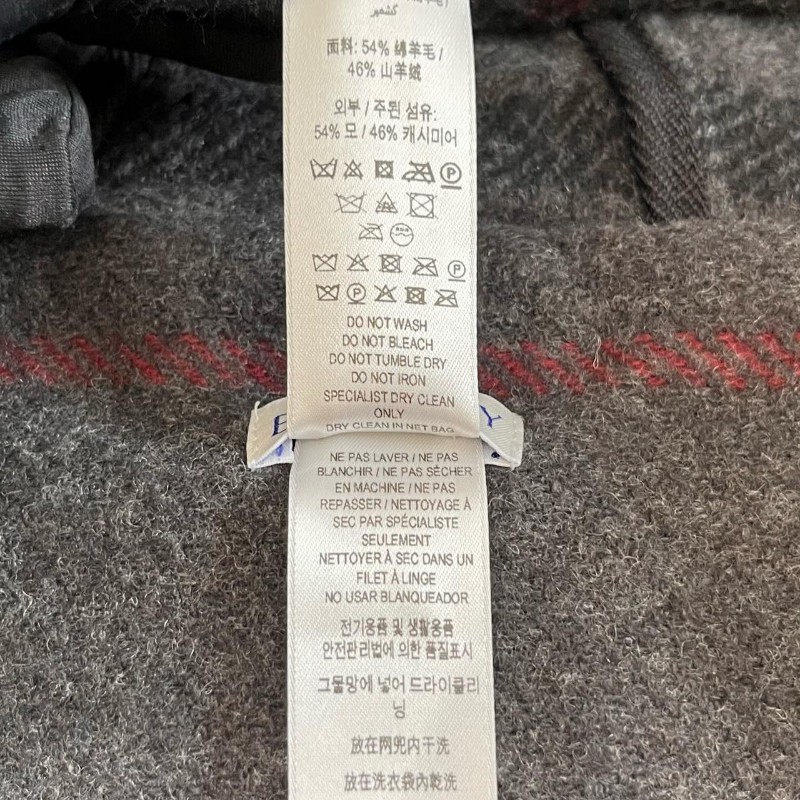 كشمير
面料: 54% 绵羊毛 /
46% 山羊绒
외부 / 주된 섬유:
54% 모 / 46% 캐시미어
DO NOT WASH
DO NOT BLEACH
DO NOT TUMBLE DRY
DO NOT IRON
SPECIALIST DRY CLEAN
ONLY
DRY CLEAN IN NET BAG
NE PAS LAVER / NE PAS
BLANCHIR / NE PAS SÉCHER
EN MACHINE / NE PAS
REPASSER / NETTOYAGE À
SEC PAR SPÉCIALISTE
SEULEMENT
NETTOYER À SEC DANS UN
FILET À LINGE
NO USAR BLANQUEADOR
전기용품 및 생활용품
안전관리법에 의한 품질표시
그물망에 넣어 드라이클리
닝
放在网兜内干洗
放在洗衣袋內乾洗